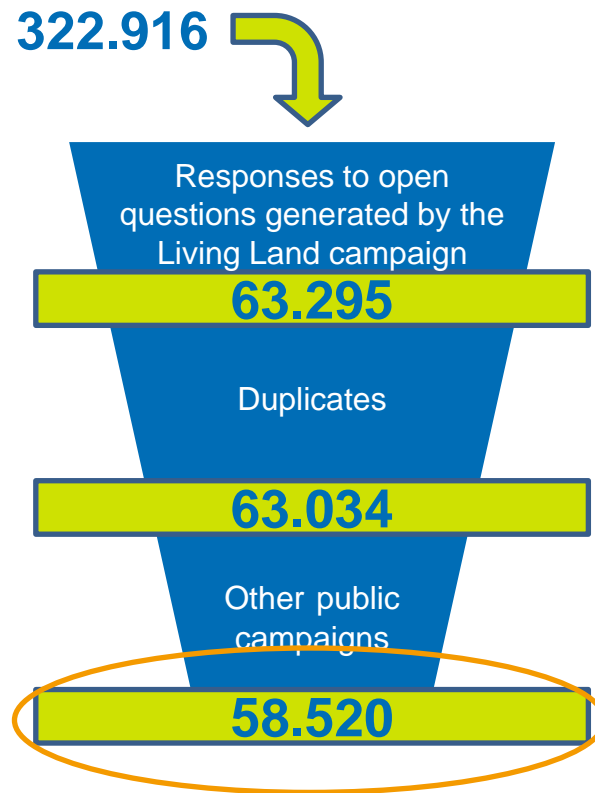 322.916
Responses to open
questions generated by the
Living Land campaign
63.295
Duplicates
63.034
Other public
campaigns
58.520